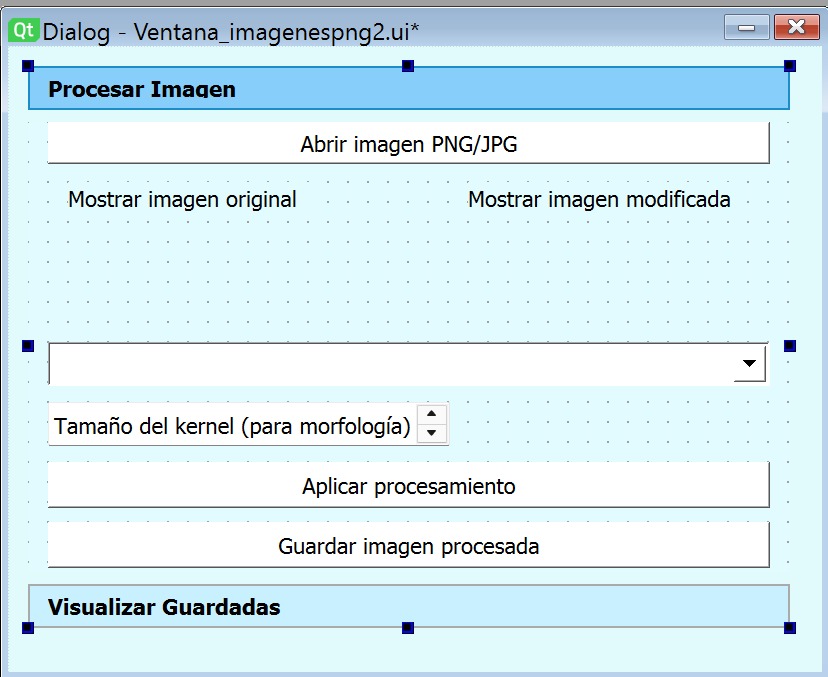 Qt Dialog - Ventana_imagenespng2.ui*
Procesar Imagen
Abrir imagen PNG/JPG
Mostrar imagen original Mostrar imagen modificada
Tamaño del kernel (para morfología)
Aplicar procesamiento
Guardar imagen procesada
Visualizar Guardadas